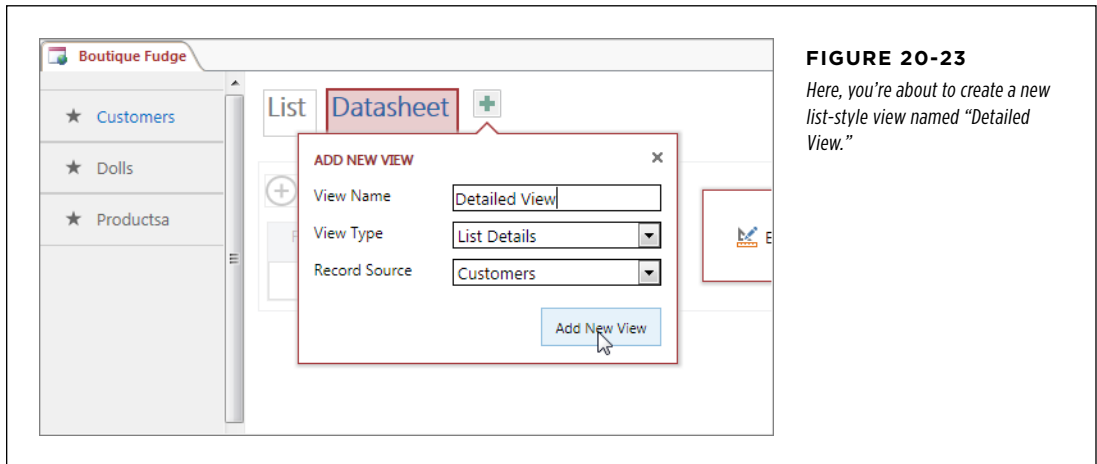 Boutique Fudge
Customers
Dolls
Productsa
List
Datasheet
ADD NEW VIEW
View Name
Detailed View
View Type
List Details
Record Source
Customers
Add New View
FIGURE 20-23
Here, you’re about to create a new
list-style view named “Detailed
View.”